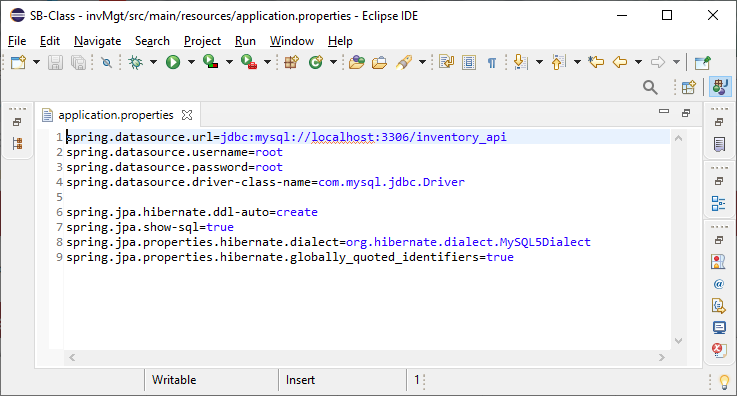 SB-Class - invMgt/src/main/resources/application.properties - Eclipse IDE
File Edit Navigate Search Project Run Window Help
application.properties
1 spring.datasource.url=jdbc:mysql://localhost:3306/inventory_api
2 spring.datasource.username=root
3 spring.datasource.password=root
4 spring.datasource.driver-class-name=com.mysql.jdbc.Driver
5
6 spring.jpa.hibernate.ddl-auto=create
7 spring.jpa.show-sql=true
8 spring.jpa.properties.hibernate.dialect=org.hibernate.dialect.MySQL5Dialect
9 spring.jpa.properties.hibernate.globally_quoted_identifiers=true
Writable Insert 1